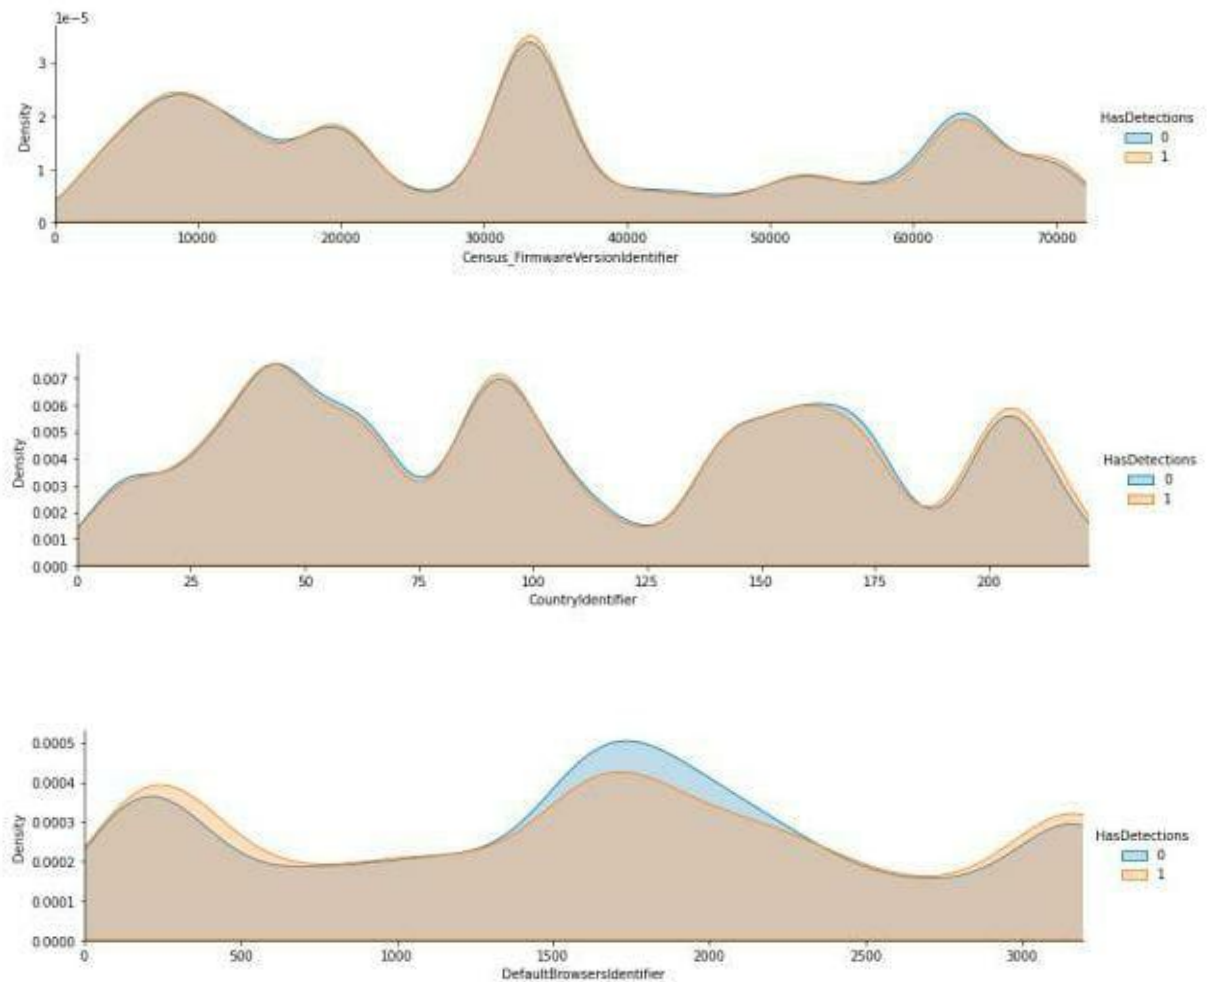 1e−5
3
2
1
0
Density
0 10000 20000 30000 40000 50000 60000 70000
Census_FirmwareVersionIdentifier
HasDetections
0
1
0.007
0.006
0.005
0.004
0.003
0.002
0.001
0.000
Density
0 25 50 75 100 125 150 175 200
CountryIdentifier
HasDetections
0
1
0.0005
0.0004
0.0003
0.0002
0.0001
0.0000
Density
0 500 1000 1500 2000 2500 3000
DefaultBrowsersIdentifier
HasDetections
0
1